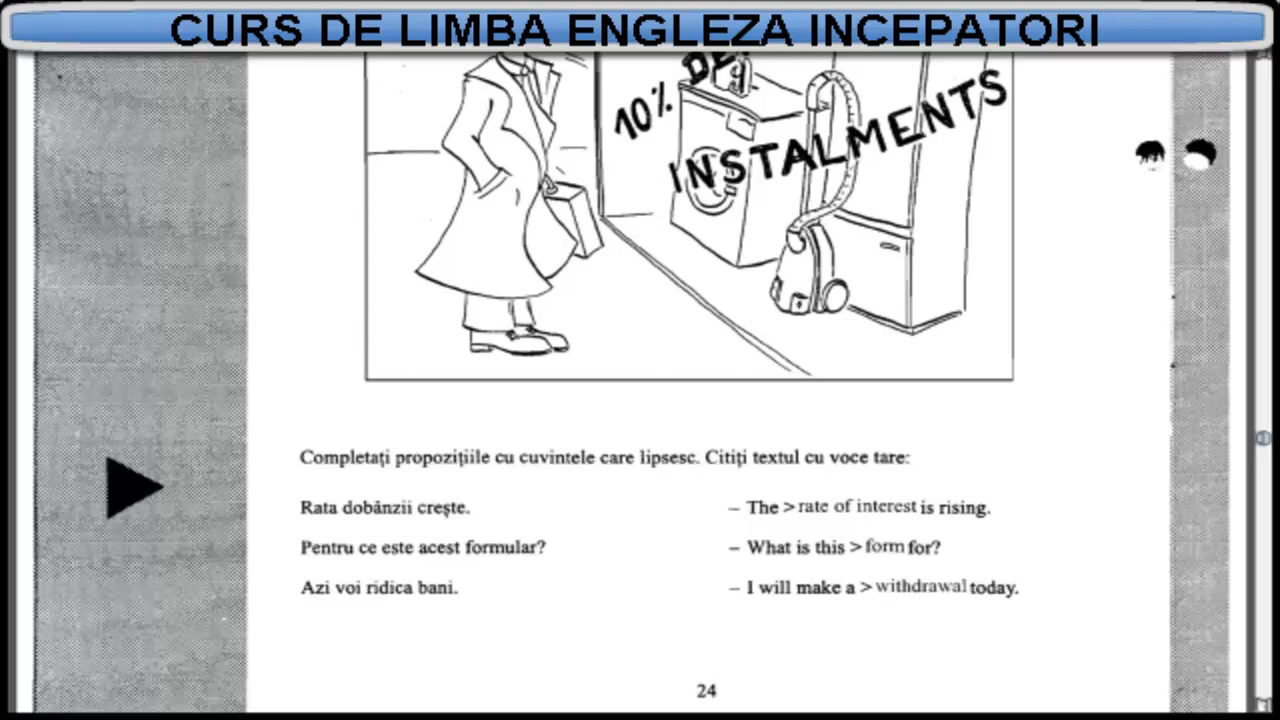 CURS DE LIMBA ENGLEZA INCEPATORI
10% DE
INSTALMENTS
Completați propozițiile cu cuvintele care lipsesc. Citiți textul cu voce tare:
Rata dobânzii crește. – The > rate of interest is rising.
Pentru ce este acest formular? – What is this > form for?
Azi voi ridica bani. – I will make a > withdrawal today.
24